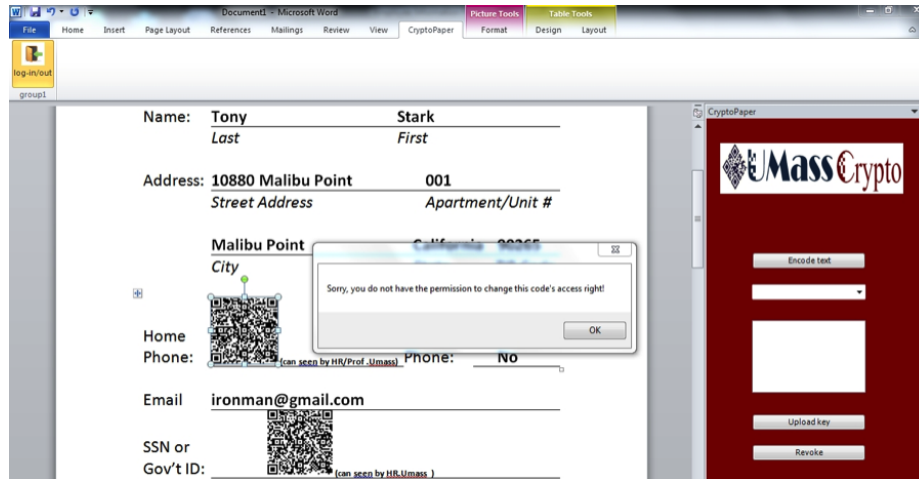 Document1 - Microsoft Word Picture Tools Table Tools
File Home Insert Page Layout References Mailings Review View CryptoPaper Format Design Layout
log-in/out
group1
CryptoPaper
UMass Crypto
Name: Tony Stark
Last First
Address: 10880 Malibu Point 001
Street Address Apartment/Unit #
Malibu Point California 90265
City
Sorry, you do not have the permission to change this code's access right!
OK
Home
Phone: (can seen by HR/Prof .Umass) Phone: No
Email ironman@gmail.com
SSN or
Gov't ID: (can seen by HR.Umass )
Encode text
Upload key
Revoke